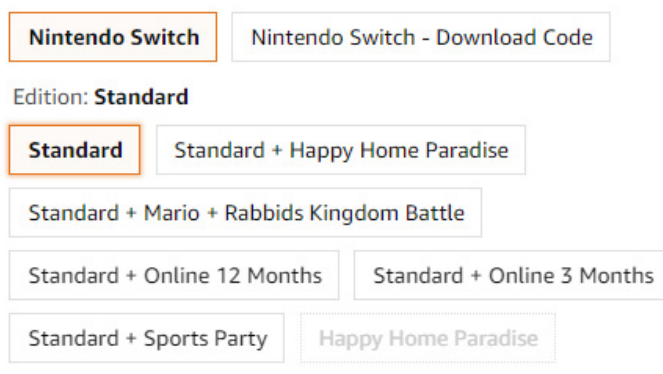 Nintendo Switch Nintendo Switch - Download Code
Edition: Standard
Standard Standard + Happy Home Paradise
Standard + Mario + Rabbids Kingdom Battle
Standard + Online 12 Months Standard + Online 3 Months
Standard + Sports Party Happy Home Paradise